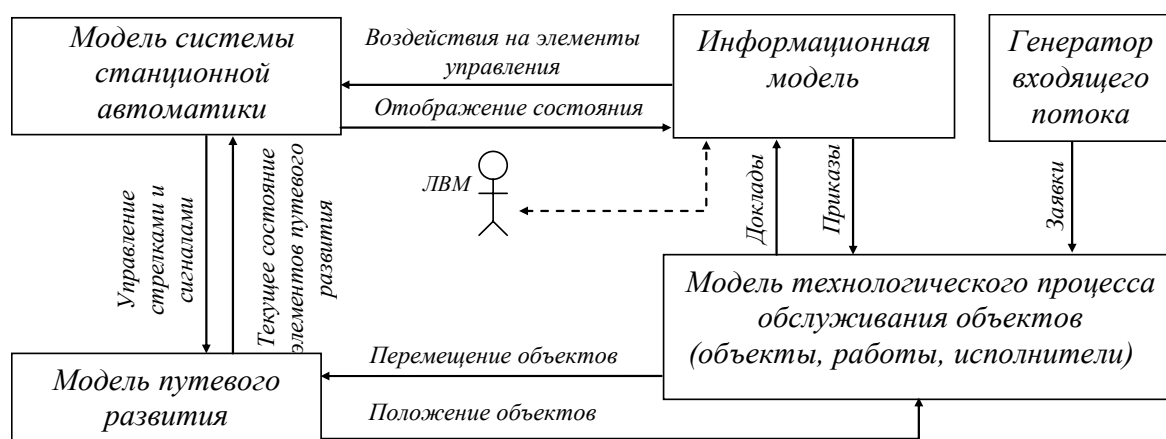 Модель системы
станционной
автоматики
Воздействия на элементы
управления
Отображение состояния
Информационная
модель
Генератор
входящего
потока
ЛВМ
Управление
стрелками и
сигналами
Текущее состояние
элементов путевого
развития
Доклады
Приказы
Заявки
Модель технологического процесса
обслуживания объектов
(объекты, работы, исполнители)
Перемещение объектов
Положение объектов
Модель путевого
развития